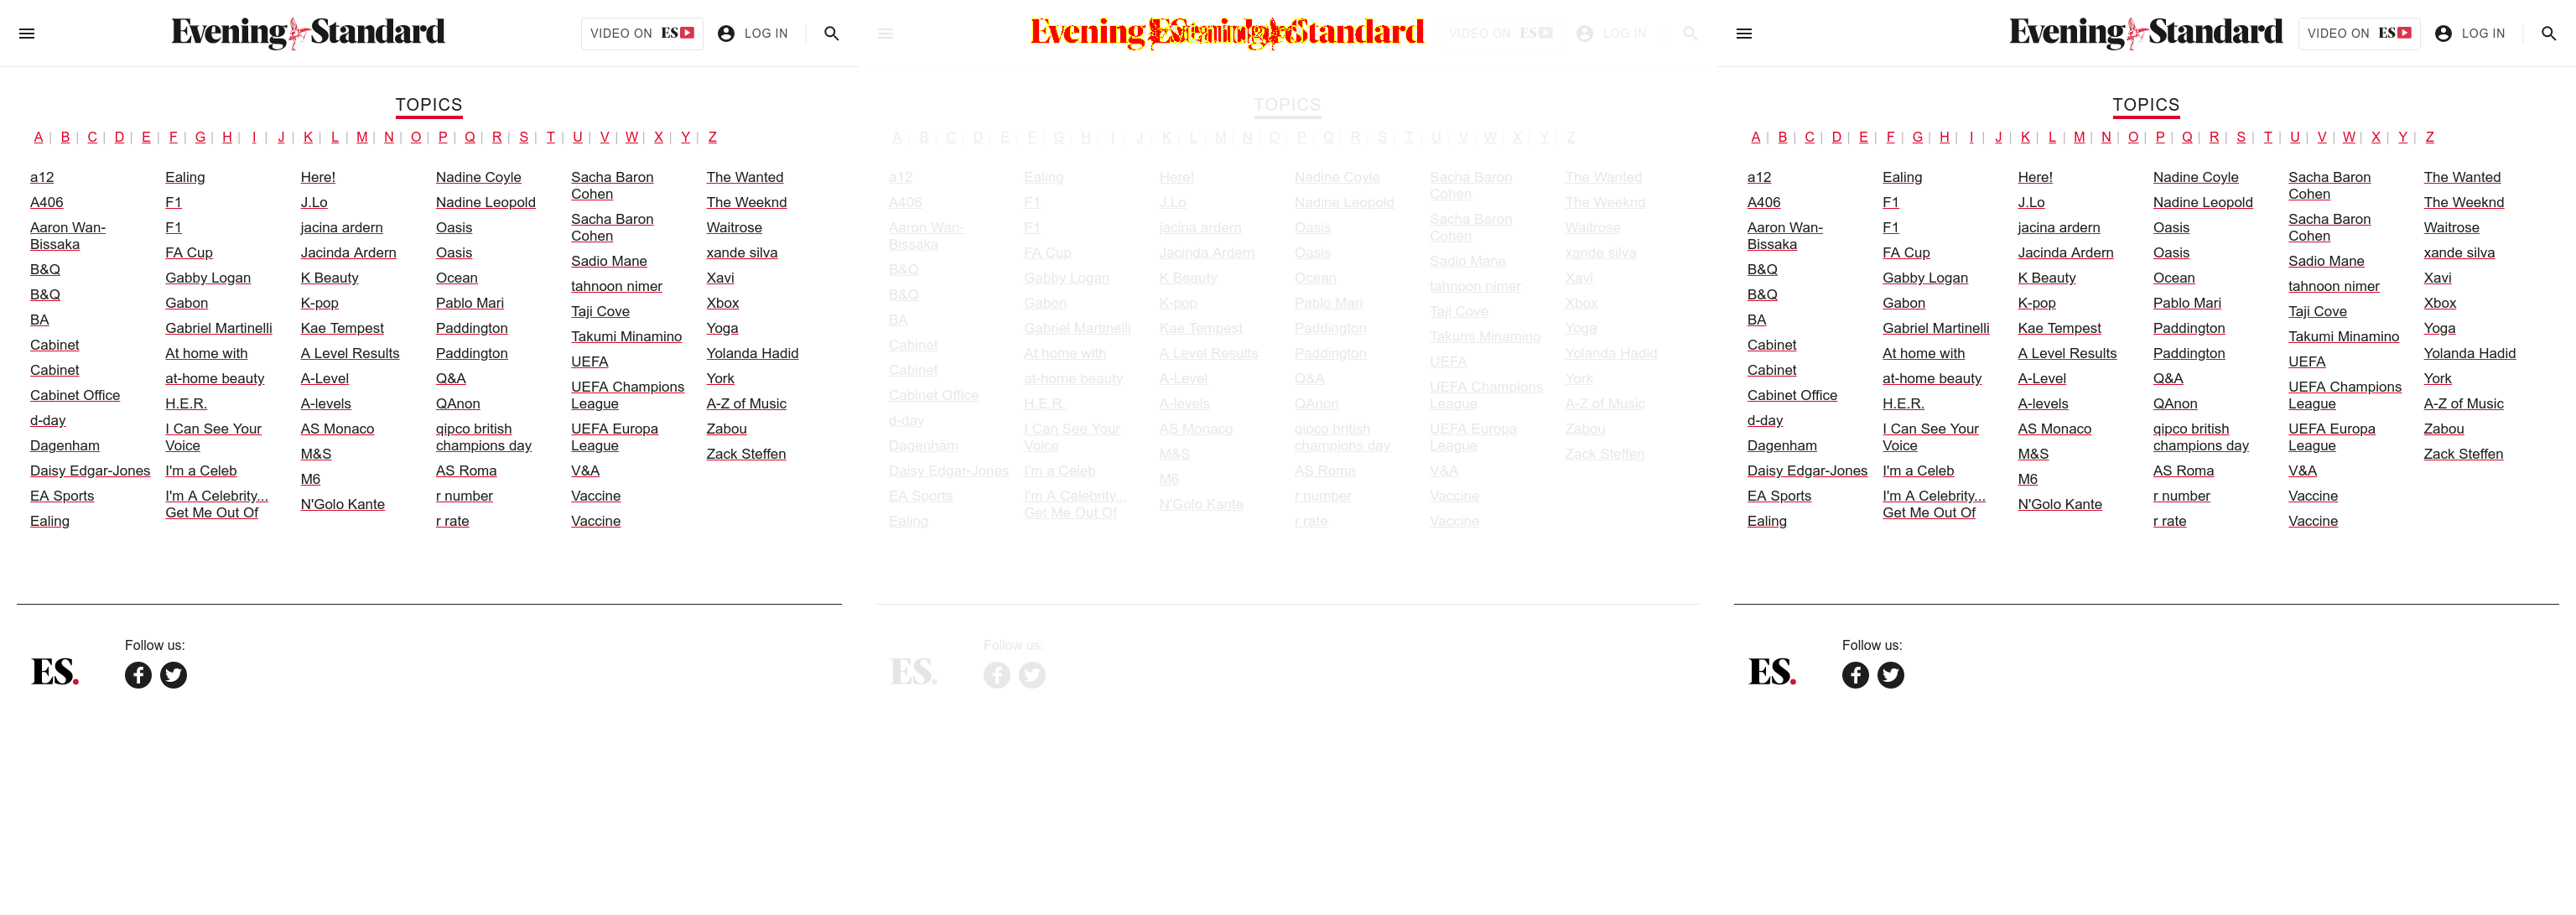 Evening Standard
VIDEO ON ES
LOG IN
TOPICS
A | B | C | D | E | F | G | H | I | J | K | L | M | N | O | P | Q | R | S | T | U | V | W | X | Y | Z
a12
A406
Aaron Wan-
Bissaka
B&Q
B&Q
BA
Cabinet
Cabinet
Cabinet Office
d-day
Dagenham
Daisy Edgar-Jones
EA Sports
Ealing
Ealing
F1
F1
FA Cup
Gabby Logan
Gabon
Gabriel Martinelli
At home with
at-home beauty
H.E.R.
I Can See Your
Voice
I'm a Celeb
I'm A Celebrity...
Get Me Out Of
Here!
J.Lo
jacina ardern
Jacinda Ardern
K Beauty
K-pop
Kae Tempest
A Level Results
A-Level
A-levels
AS Monaco
M&S
M6
N'Golo Kante
Nadine Coyle
Nadine Leopold
Oasis
Oasis
Ocean
Pablo Mari
Paddington
Paddington
Q&A
QAnon
qipco british
champions day
AS Roma
r number
r rate
Sacha Baron
Cohen
Sacha Baron
Cohen
Sadio Mane
tahnoon nimer
Taji Cove
Takumi Minamino
UEFA
UEFA Champions
League
UEFA Europa
League
V&A
Vaccine
Vaccine
The Wanted
The Weeknd
Waitrose
xande silva
Xavi
Xbox
Yoga
Yolanda Hadid
York
A-Z of Music
Zabou
Zack Steffen
Follow us:
ES.
Evening Standard
VIDEO ON ES
LOG IN
TOPICS
A | B | C | D | E | F | G | H | I | J | K | L | M | N | O | P | Q | R | S | T | U | V | W | X | Y | Z
a12
A406
Aaron Wan-
Bissaka
B&Q
B&Q
BA
Cabinet
Cabinet
Cabinet Office
d-day
Dagenham
Daisy Edgar-Jones
EA Sports
Ealing
Ealing
F1
F1
FA Cup
Gabby Logan
Gabon
Gabriel Martinelli
At home with
at-home beauty
H.E.R.
I Can See Your
Voice
I'm a Celeb
I'm A Celebrity...
Get Me Out Of
Here!
J.Lo
jacina ardern
Jacinda Ardern
K Beauty
K-pop
Kae Tempest
A Level Results
A-Level
A-levels
AS Monaco
M&S
M6
N'Golo Kante
Nadine Coyle
Nadine Leopold
Oasis
Oasis
Ocean
Pablo Mari
Paddington
Paddington
Q&A
QAnon
qipco british
champions day
AS Roma
r number
r rate
Sacha Baron
Cohen
Sacha Baron
Cohen
Sadio Mane
tahnoon nimer
Taji Cove
Takumi Minamino
UEFA
UEFA Champions
League
UEFA Europa
League
V&A
Vaccine
Vaccine
The Wanted
The Weeknd
Waitrose
xande silva
Xavi
Xbox
Yoga
Yolanda Hadid
York
A-Z of Music
Zabou
Zack Steffen
Follow us:
ES.
Evening Standard
VIDEO ON ES
LOG IN
TOPICS
A | B | C | D | E | F | G | H | I | J | K | L | M | N | O | P | Q | R | S | T | U | V | W | X | Y | Z
a12
A406
Aaron Wan-
Bissaka
B&Q
B&Q
BA
Cabinet
Cabinet
Cabinet Office
d-day
Dagenham
Daisy Edgar-Jones
EA Sports
Ealing
Ealing
F1
F1
FA Cup
Gabby Logan
Gabon
Gabriel Martinelli
At home with
at-home beauty
H.E.R.
I Can See Your
Voice
I'm a Celeb
I'm A Celebrity...
Get Me Out Of
Here!
J.Lo
jacina ardern
Jacinda Ardern
K Beauty
K-pop
Kae Tempest
A Level Results
A-Level
A-levels
AS Monaco
M&S
M6
N'Golo Kante
Nadine Coyle
Nadine Leopold
Oasis
Oasis
Ocean
Pablo Mari
Paddington
Paddington
Q&A
QAnon
qipco british
champions day
AS Roma
r number
r rate
Sacha Baron
Cohen
Sacha Baron
Cohen
Sadio Mane
tahnoon nimer
Taji Cove
Takumi Minamino
UEFA
UEFA Champions
League
UEFA Europa
League
V&A
Vaccine
Vaccine
The Wanted
The Weeknd
Waitrose
xande silva
Xavi
Xbox
Yoga
Yolanda Hadid
York
A-Z of Music
Zabou
Zack Steffen
Follow us:
ES.